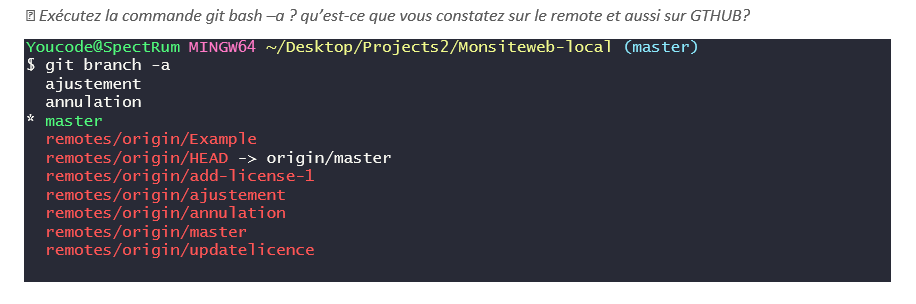 Exécutez la commande git bash –a ? qu’est-ce que vous constatez sur le remote et aussi sur GTHUB?
Youcode@SpectRum MINGW64 ~/Desktop/Projects2/Monsiteweb-local (master)
$ git branch -a
  ajustement
  annulation
* master
  remotes/origin/Example
  remotes/origin/HEAD -> origin/master
  remotes/origin/add-license-1
  remotes/origin/ajustement
  remotes/origin/annulation
  remotes/origin/master
  remotes/origin/updatelicence